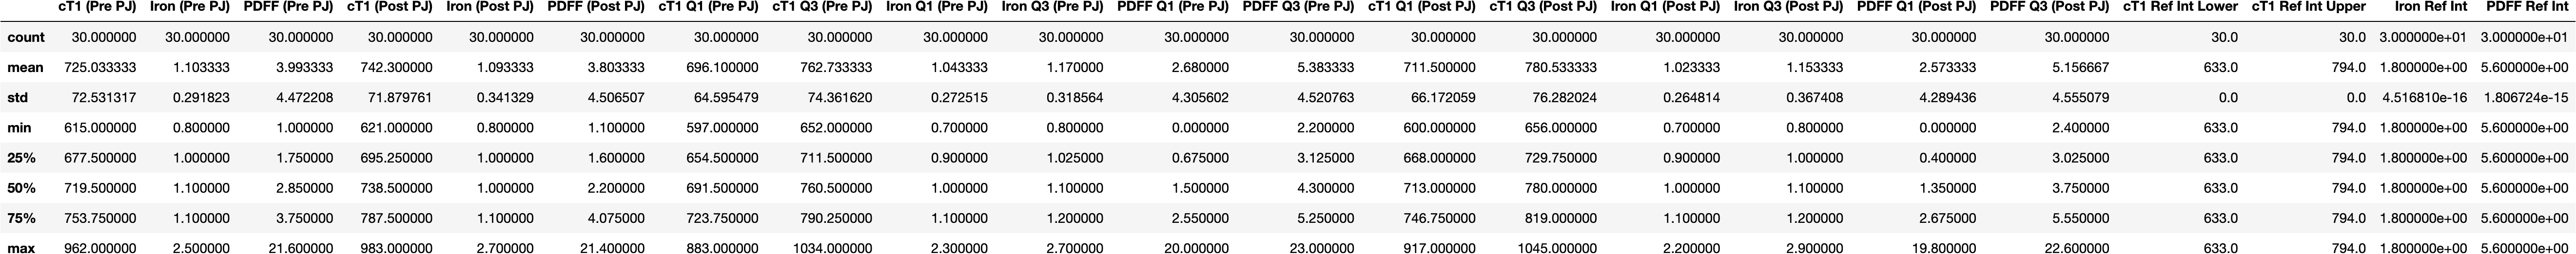 cT1 (Pre PJ) Iron (Pre PJ) PDFF (Pre PJ) cT1 (Post PJ) Iron (Post PJ) PDFF (Post PJ) cT1 Q1 (Pre PJ) cT1 Q3 (Pre PJ) Iron Q1 (Pre PJ) Iron Q3 (Pre PJ) PDFF Q1 (Pre PJ) PDFF Q3 (Pre PJ) cT1 Q1 (Post PJ) cT1 Q3 (Post PJ) Iron Q1 (Post PJ) Iron Q3 (Post PJ) PDFF Q1 (Post PJ) PDFF Q3 (Post PJ) cT1 Ref Int Lower cT1 Ref Int Upper Iron Ref Int PDFF Ref Int
count 30.000000 30.000000 30.000000 30.000000 30.000000 30.000000 30.000000 30.000000 30.000000 30.000000 30.000000 30.000000 30.000000 30.000000 30.000000 30.000000 30.000000 30.000000 30.0 30.0 3.000000e+01 3.000000e+01
mean 725.033333 1.103333 3.993333 742.300000 1.093333 3.803333 696.100000 762.733333 1.043333 1.170000 2.680000 5.383333 711.500000 780.533333 1.023333 1.153333 2.573333 5.156667 633.0 794.0 1.800000e+00 5.600000e+00
std 72.531317 0.291823 4.472208 71.879761 0.341329 4.506507 64.595479 74.361620 0.272515 0.318564 4.305602 4.520763 66.172059 76.282024 0.264814 0.367408 4.289436 4.555079 0.0 0.0 4.516810e-16 1.806724e-15
min 615.000000 0.800000 1.000000 621.000000 0.800000 1.100000 597.000000 652.000000 0.700000 0.800000 0.000000 2.200000 600.000000 656.000000 0.700000 0.800000 0.000000 2.400000 633.0 794.0 1.800000e+00 5.600000e+00
25% 677.500000 1.000000 1.750000 695.250000 1.000000 1.600000 654.500000 711.500000 0.900000 1.025000 0.675000 3.125000 668.000000 729.750000 0.900000 1.000000 0.400000 3.025000 633.0 794.0 1.800000e+00 5.600000e+00
50% 719.500000 1.100000 2.850000 738.500000 1.000000 2.200000 691.500000 760.500000 1.000000 1.100000 1.500000 4.300000 713.000000 780.000000 1.000000 1.100000 1.350000 3.750000 633.0 794.0 1.800000e+00 5.600000e+00
75% 753.750000 1.100000 3.750000 787.500000 1.100000 4.075000 723.750000 790.250000 1.100000 1.200000 2.550000 5.250000 746.750000 819.000000 1.100000 1.200000 2.675000 5.550000 633.0 794.0 1.800000e+00 5.600000e+00
max 962.000000 2.500000 21.600000 983.000000 2.700000 21.400000 883.000000 1034.000000 2.300000 2.700000 20.000000 23.000000 917.000000 1045.000000 2.200000 2.900000 19.800000 22.600000 633.0 794.0 1.800000e+00 5.600000e+00